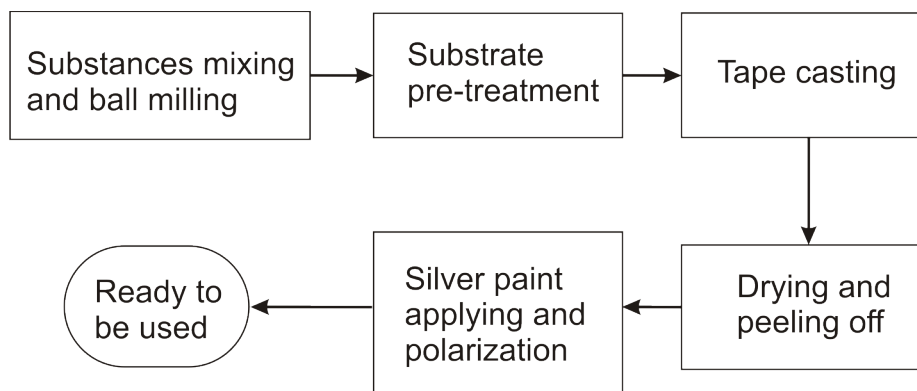 Substances mixing
and ball milling
Substrate
pre-treatment
Tape casting
Drying and
peeling off
Silver paint
applying and
polarization
Ready to
be used